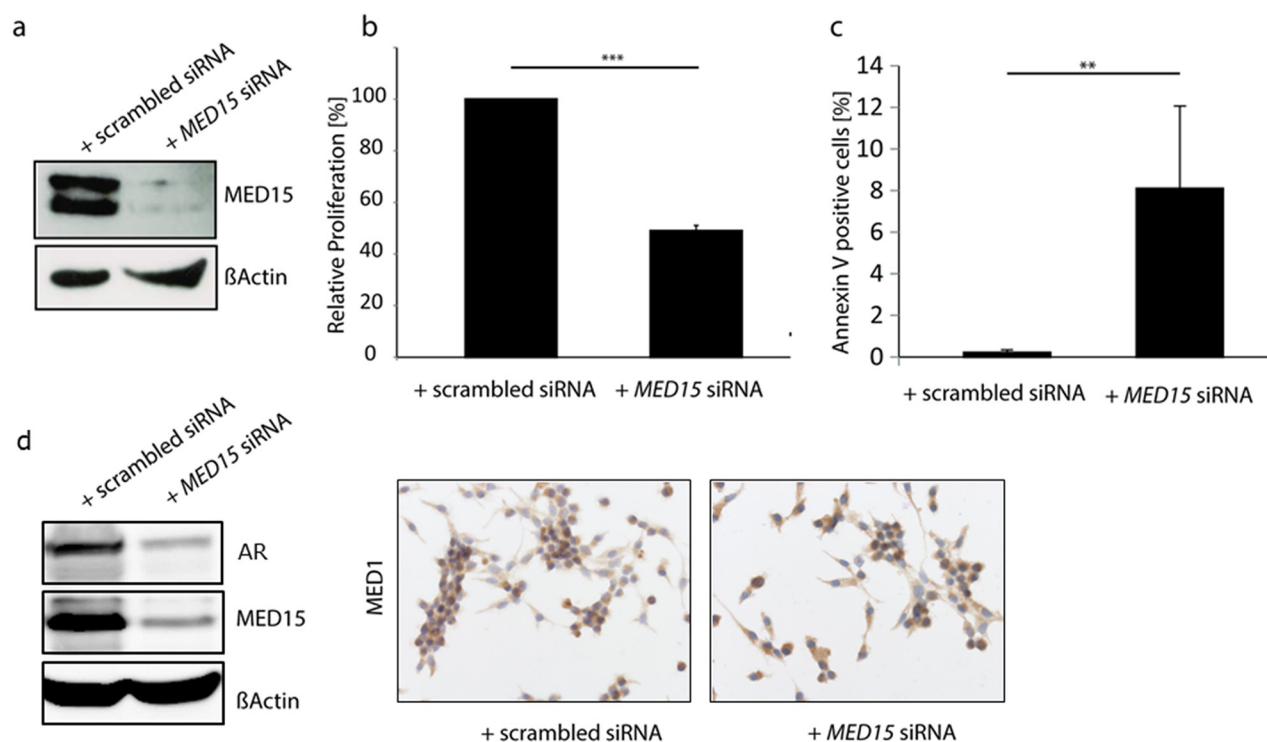 a
+ scrambled siRNA
+ MED15 siRNA
MED15
ßActin
b
***
Relative Proliferation [%]
100
80
60
40
20
0
+ scrambled siRNA
+ MED15 siRNA
c
**
Annexin V positive cells [%]
14
12
10
8
6
4
2
0
+ scrambled siRNA
+ MED15 siRNA
d
+ scrambled siRNA
+ MED15 siRNA
AR
MED15
ßActin
MED1
+ scrambled siRNA
+ MED15 siRNA